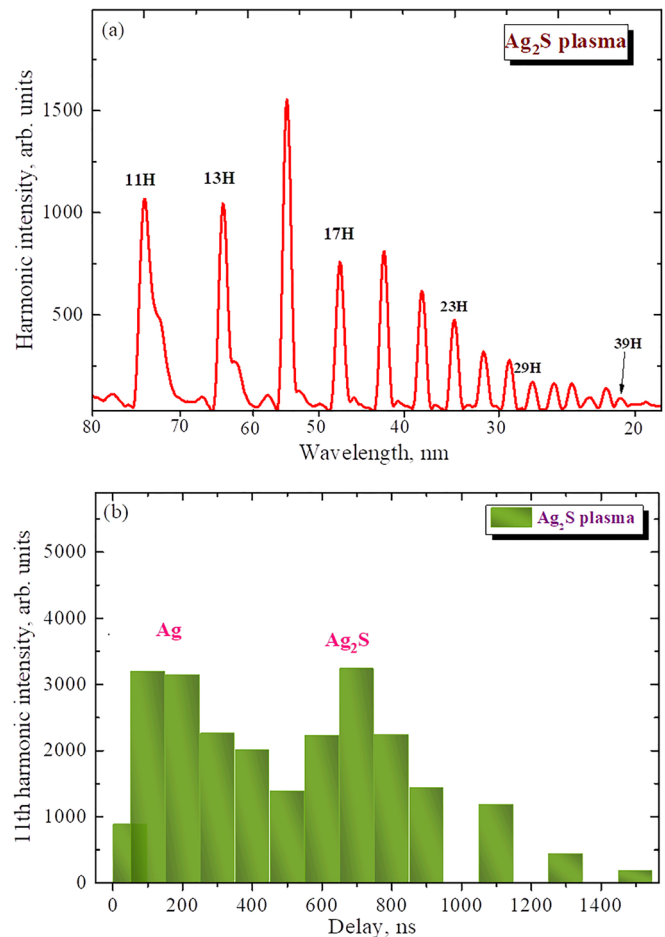 (a)
Ag₂S plasma
Harmonic intensity, arb. units
1500
1000
500
11H
13H
17H
23H
29H
39H
80 70 60 50 40 30 20
Wavelength, nm
(b)
Ag₂S plasma
11th harmonic intensity, arb. units
5000
4000
3000
2000
1000
0
Ag
Ag₂S
0 200 400 600 800 1000 1200 1400
Delay, ns